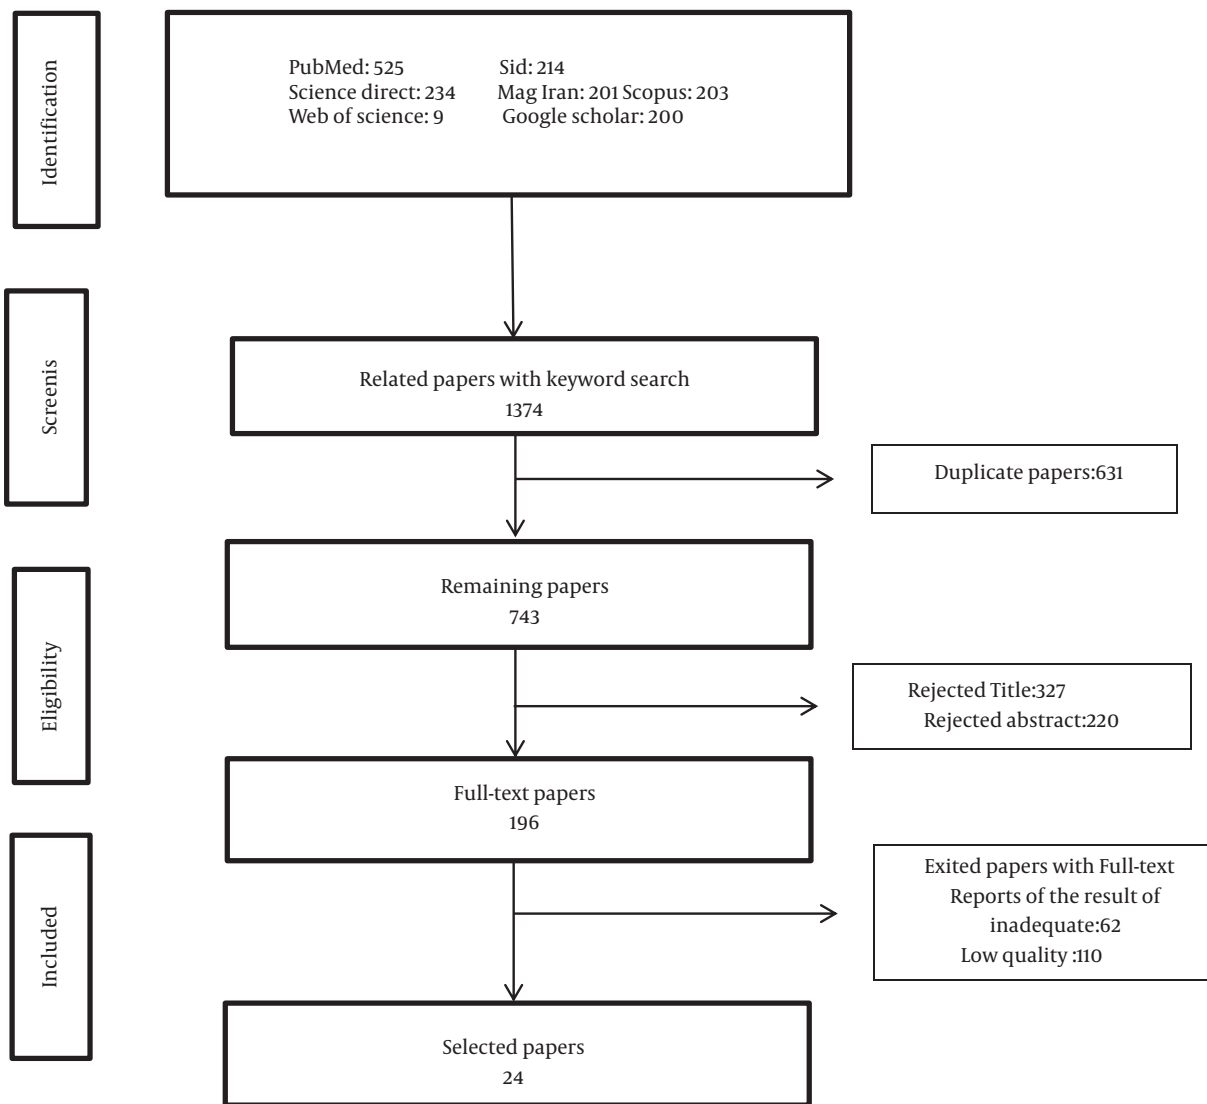 Identification
PubMed: 525 Sid: 214
Science direct: 234 Mag Iran: 201 Scopus: 203
Web of science: 9 Google scholar: 200
Screenis
Related papers with keyword search
1374
Duplicate papers:631
Eligibility
Remaining papers
743
Rejected Title:327
Rejected abstract:220
Full-text papers
196
Included
Exited papers with Full-text
Reports of the result of
inadequate:62
Low quality :110
Selected papers
24